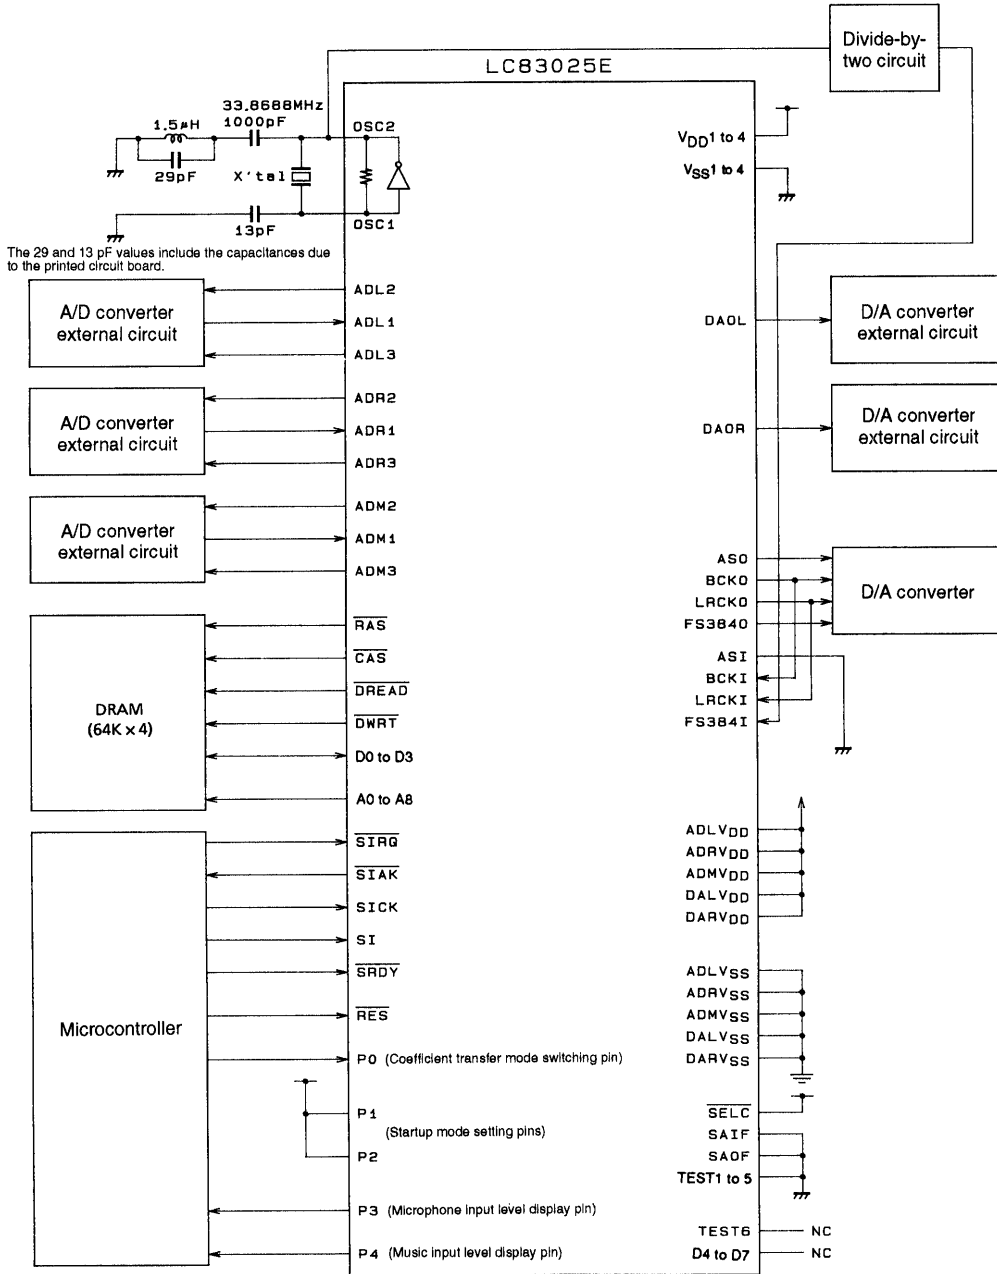 Divide-by-
two circuit
LC83025E
33.8688MHz
1.5μH
1000pF
OSC2
29pF
X'tal
13pF
OSC1
The 29 and 13 pF values include the capacitances due
to the printed circuit board.
VDD1 to 4
VSS1 to 4
A/D converter
external circuit
ADL2
ADL1
ADL3
A/D converter
external circuit
ADR2
ADR1
ADR3
A/D converter
external circuit
ADM2
ADM1
ADM3
DRAM
(64K x 4)
RAS
CAS
DREAD
DWRT
D0 to D3
A0 to A8
Microcontroller
SIRQ
SIAK
SICK
SI
SRDY
RES
P0 (Coefficient transfer mode switching pin)
P1
(Startup mode setting pins)
P2
P3 (Microphone input level display pin)
P4 (Music input level display pin)
DAOL
D/A converter
external circuit
DAOR
D/A converter
external circuit
ASO
BCKO
LRCKO
FS384O
D/A converter
ASI
BCKI
LRCKI
FS384I
ADLVDD
ADRVDD
ADMVDD
DALVDD
DARVDD
ADLVSS
ADRVSS
ADMVSS
DALVSS
DARVSS
SELC
SAIF
SAOF
TEST1 to 5
TEST6 NC
D4 to D7 NC